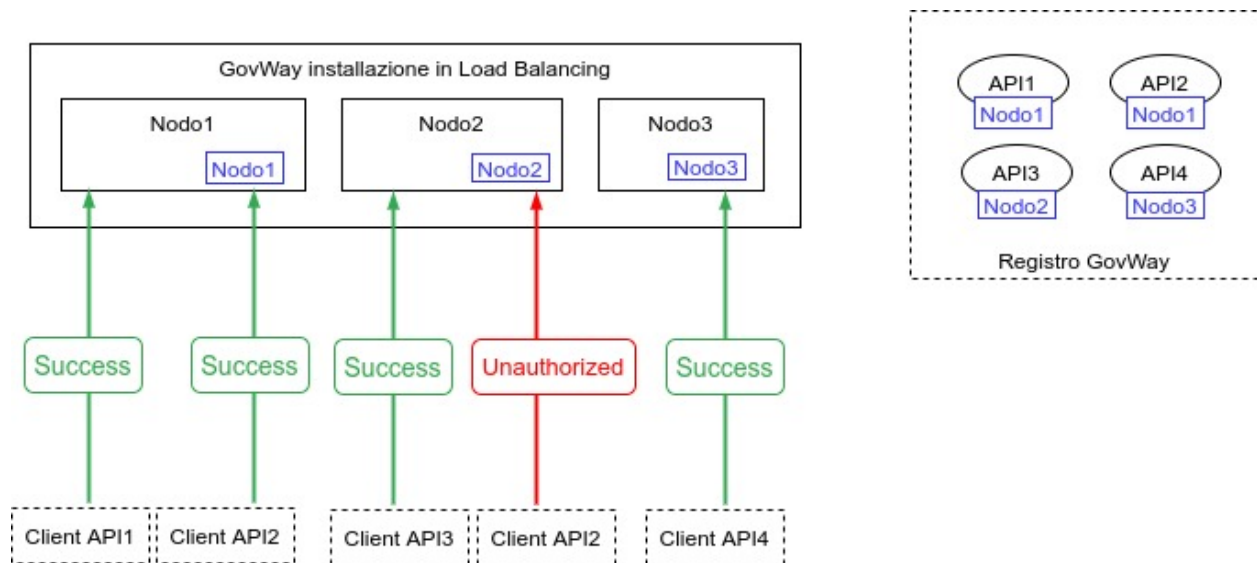 GovWay installazione in Load Balancing
Nodo1
Nodo1
Nodo2
Nodo2
Nodo3
Nodo3
Success
Success
Success
Unauthorized
Success
Client API1
Client API2
Client API3
Client API2
Client API4
API1
Nodo1
API2
Nodo1
API3
Nodo2
API4
Nodo3
Registro GovWay